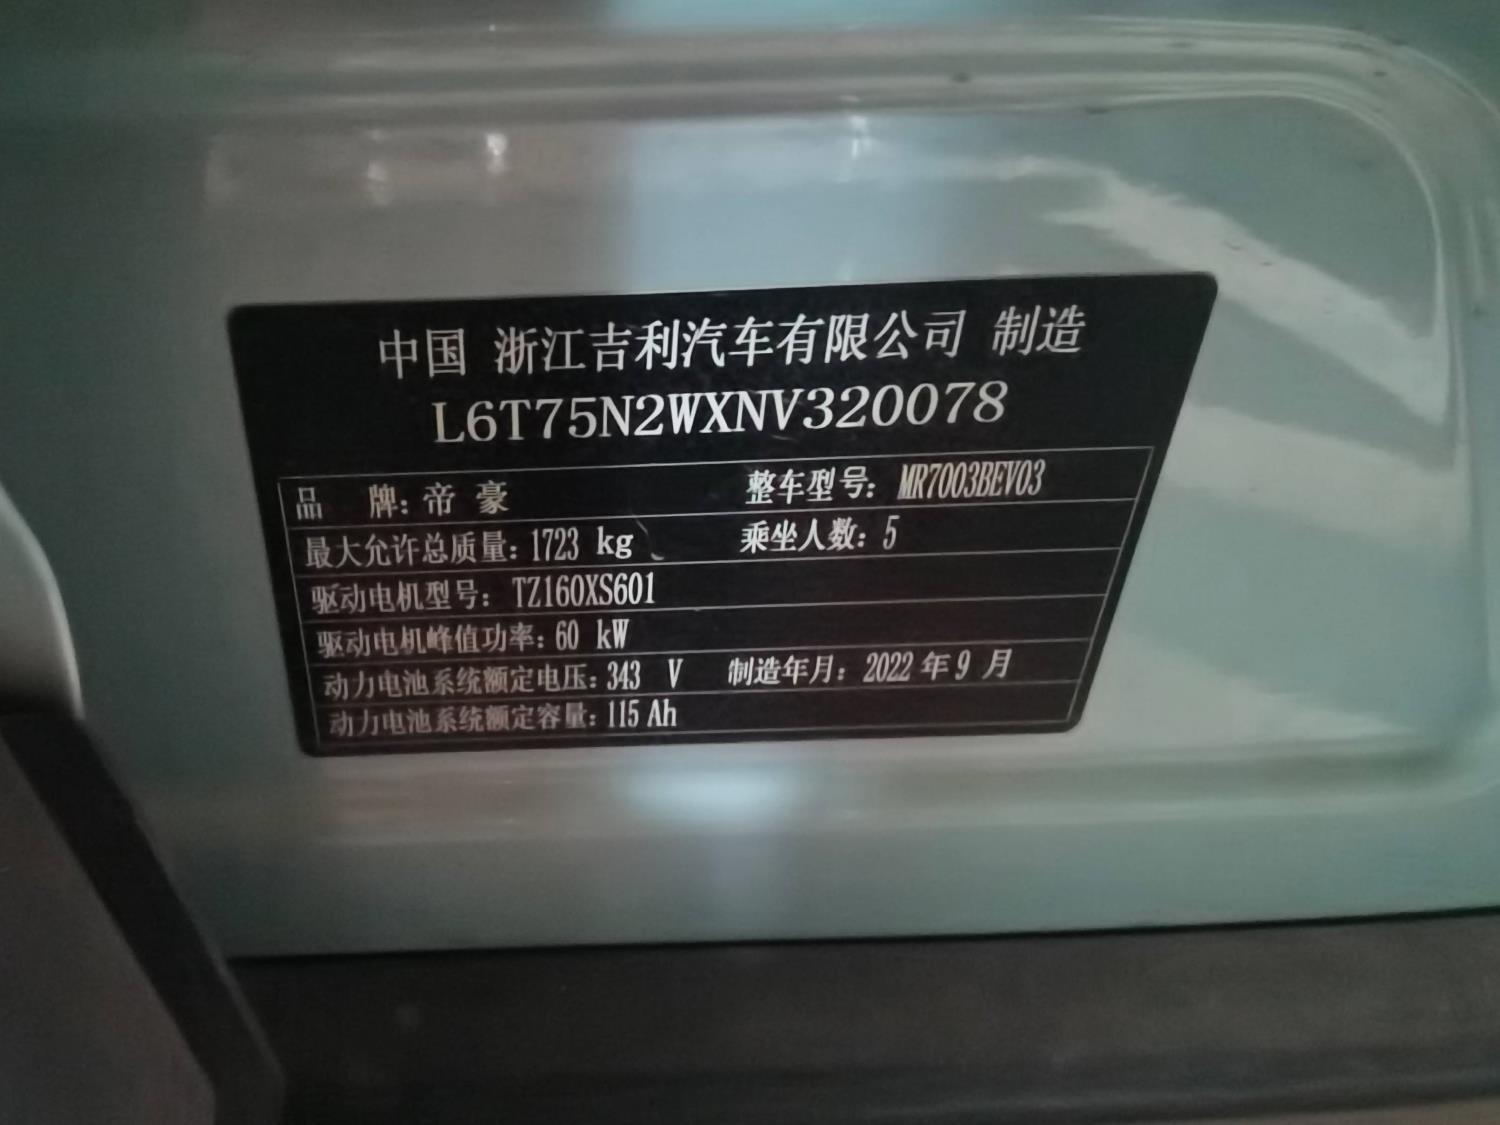 中国 浙江吉利汽车有限公司 制造
L6T75N2WXNV320078
品 牌: 帝豪 整车型号: MR7003BEV03
最大允许总质量: 1723 kg 乘坐人数: 5
驱动电机型号: TZ160XS601
驱动电机峰值功率: 60 kW
动力电池系统额定电压: 343 V 制造年月: 2022 年 9 月
动力电池系统额定容量: 115 Ah